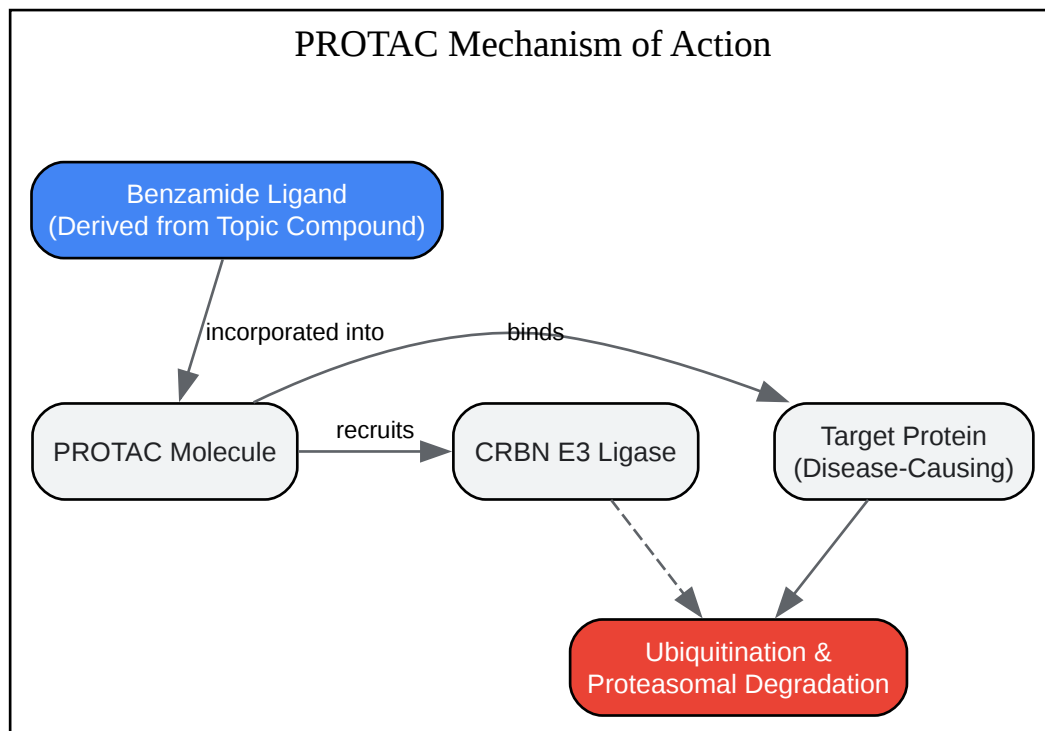 PROTAC Mechanism of Action
Benzamide Ligand
(Derived from Topic Compound)
incorporated into
binds
PROTAC Molecule
recruits
CRBN E3 Ligase
Target Protein
(Disease-Causing)
Ubiquitination &
Proteasomal Degradation